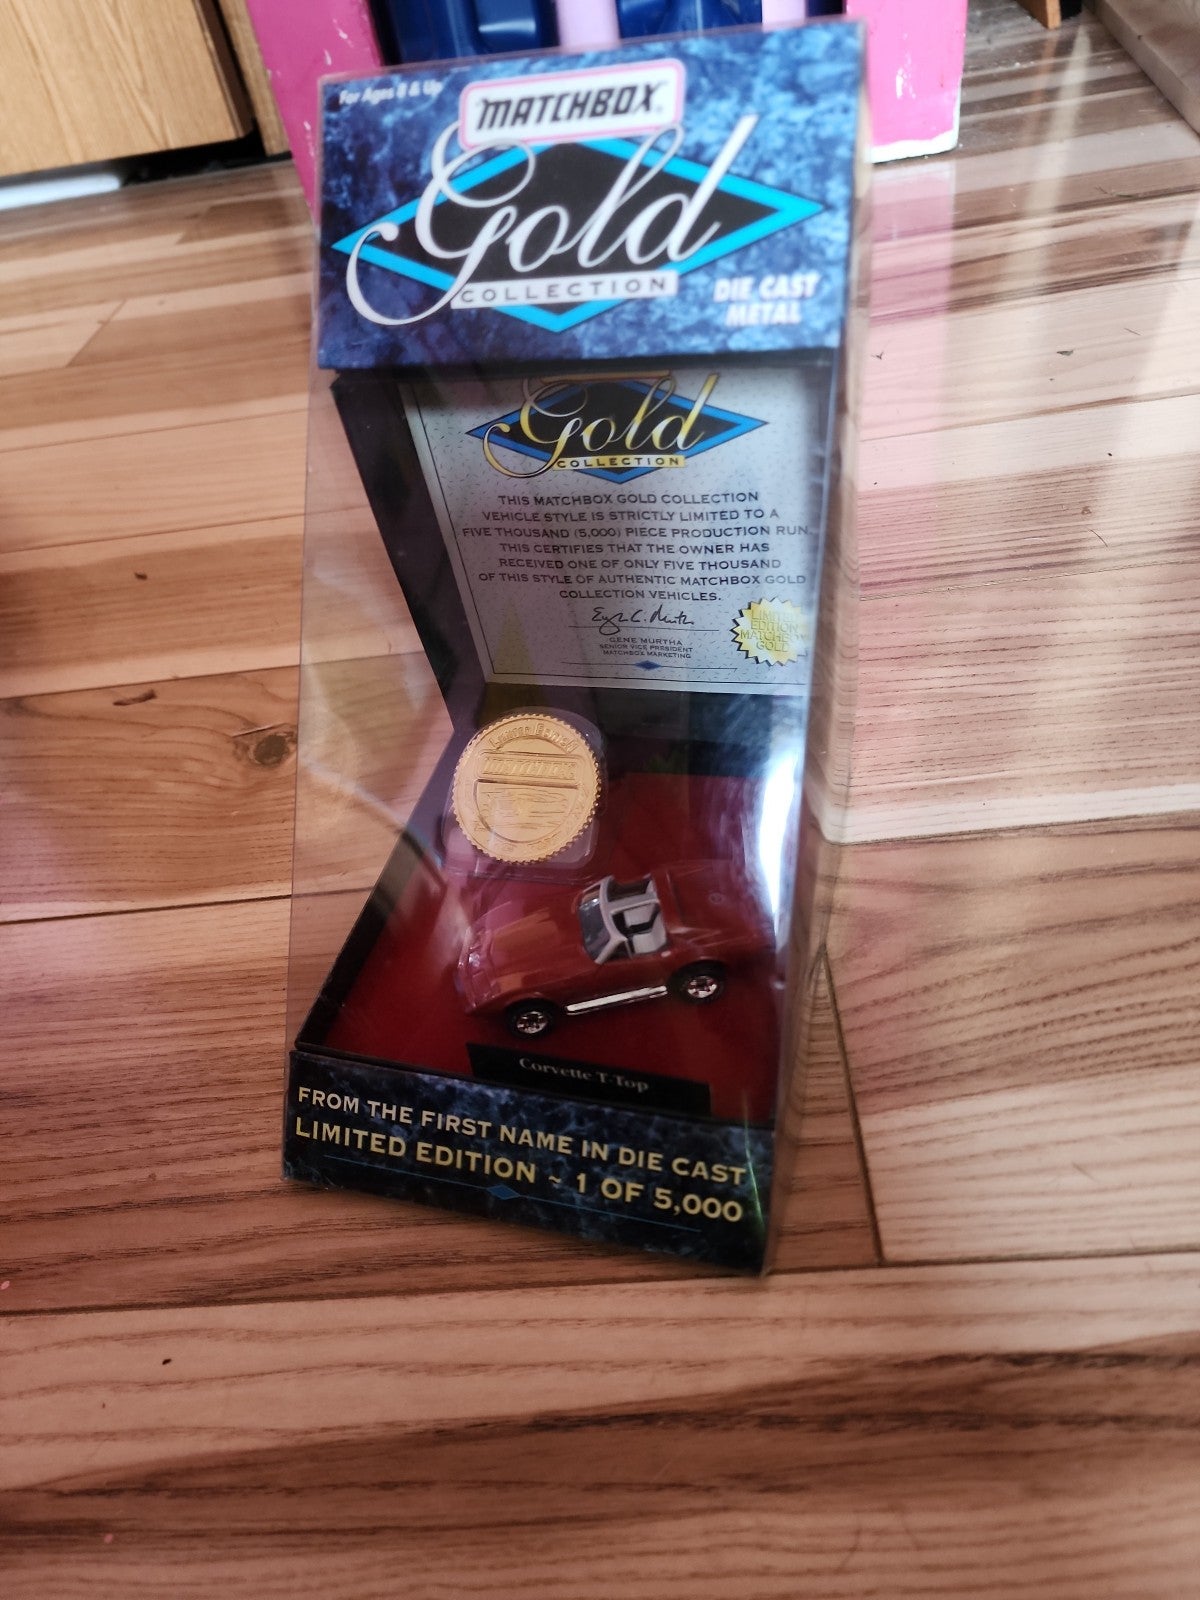 For Ages 8 & Up
MATCHBOX
Gold
COLLECTION
DIE CAST
METAL
Gold
COLLECTION
THIS MATCHBOX GOLD COLLECTION
VEHICLE STYLE IS STRICTLY LIMITED TO A
FIVE THOUSAND (5,000) PIECE PRODUCTION RUN.
THIS CERTIFIES THAT THE OWNER HAS
RECEIVED ONE OF ONLY FIVE THOUSAND
OF THIS STYLE OF AUTHENTIC MATCHBOX GOLD
COLLECTION VEHICLES.
GENE MURTHA
SENIOR VICE PRESIDENT
MATCHBOX MARKETING
LIMITED
EDITION
MATCHBOX
GOLD
LIMITED EDITION
MATCHBOX
Corvette T-Top
FROM THE FIRST NAME IN DIE CAST
LIMITED EDITION ~ 1 OF 5,000